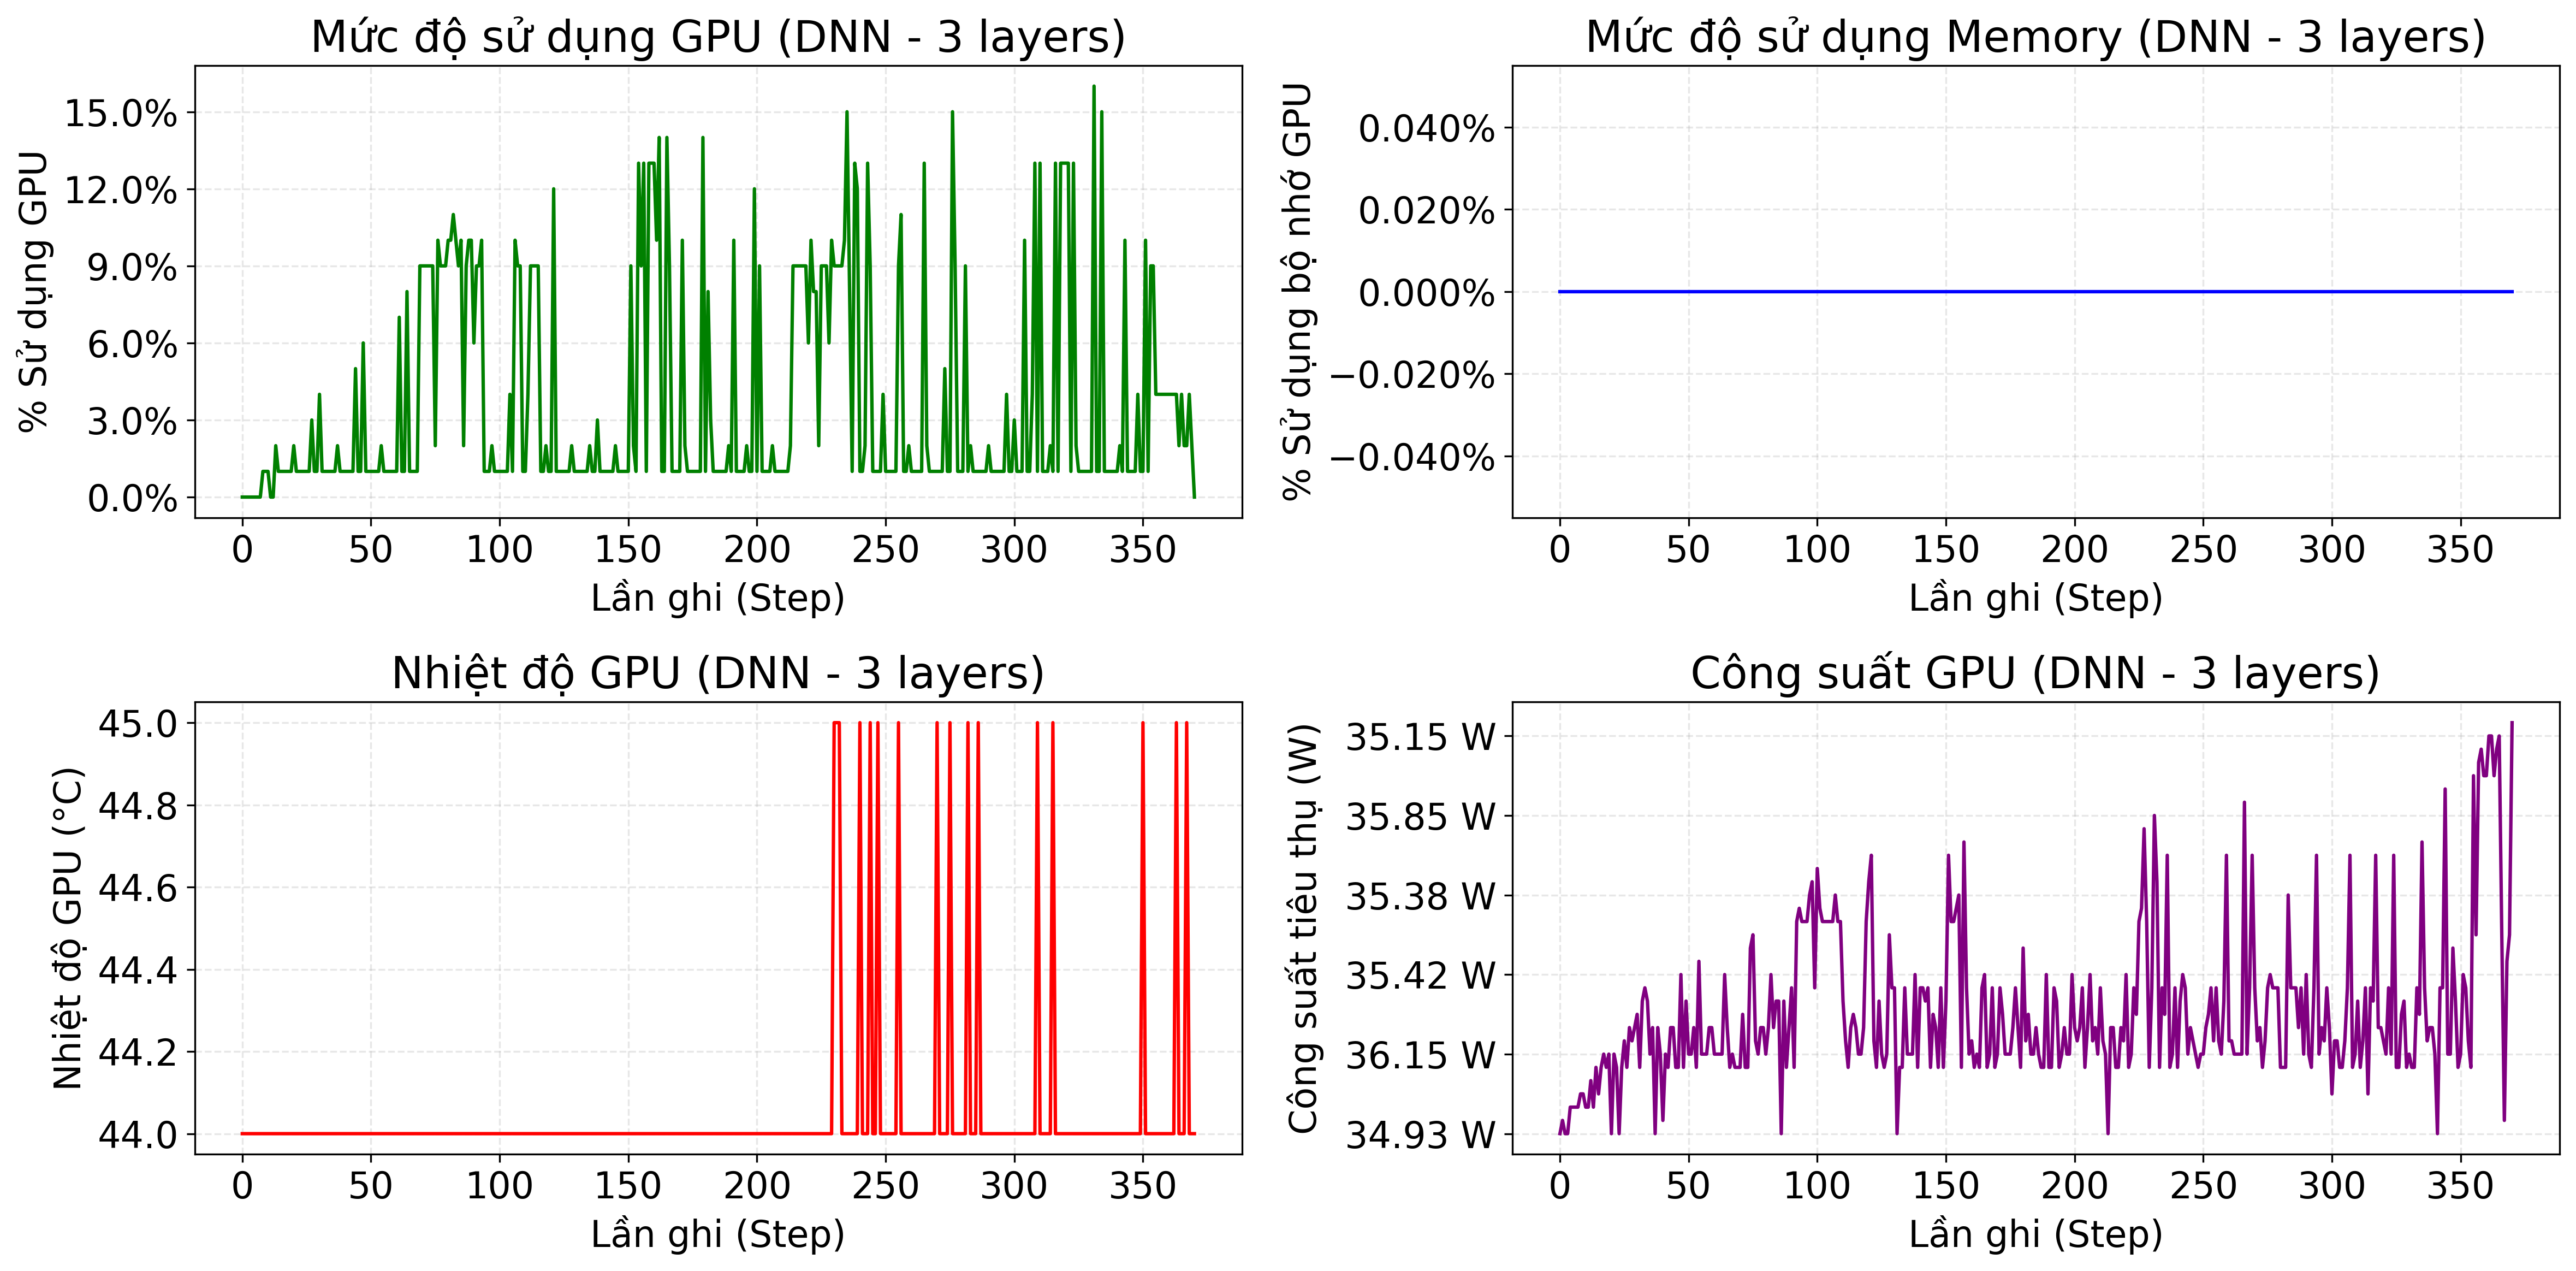 Mức độ sử dụng GPU (DNN - 3 layers)
% Sử dụng GPU
15.0%
12.0%
9.0%
6.0%
3.0%
0.0%
0 50 100 150 200 250 300 350
Lần ghi (Step)
Mức độ sử dụng Memory (DNN - 3 layers)
% Sử dụng bộ nhớ GPU
0.040%
0.020%
0.000%
−0.020%
−0.040%
0 50 100 150 200 250 300 350
Lần ghi (Step)
Nhiệt độ GPU (DNN - 3 layers)
Nhiệt độ GPU (°C)
45.0
44.8
44.6
44.4
44.2
44.0
0 50 100 150 200 250 300 350
Lần ghi (Step)
Công suất GPU (DNN - 3 layers)
Công suất tiêu thụ (W)
35.15 W
35.85 W
35.38 W
35.42 W
36.15 W
34.93 W
0 50 100 150 200 250 300 350
Lần ghi (Step)